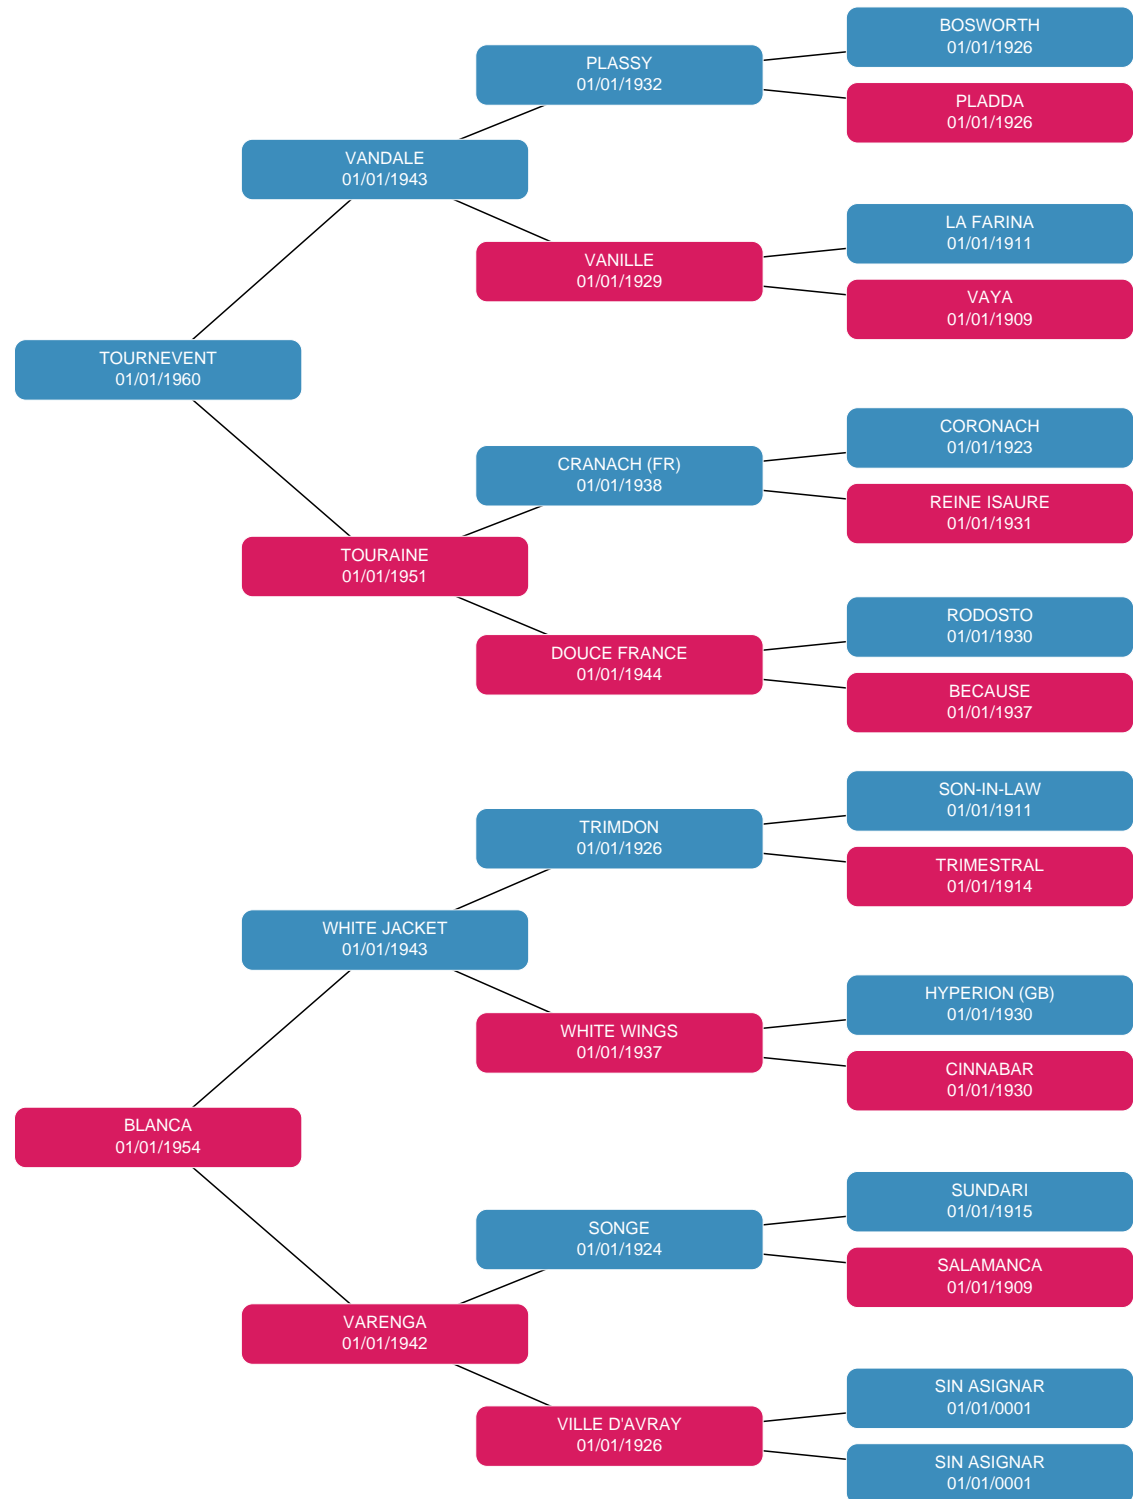 BOSWORTH
01/01/1926
PLASSY
01/01/1932
PLADDA
01/01/1926
VANDALE
01/01/1943
LA FARINA
01/01/1911
VANILLE
01/01/1929
VAYA
01/01/1909
TOURNEVENT
01/01/1960
CORONACH
01/01/1923
CRANACH (FR)
01/01/1938
REINE ISAURE
01/01/1931
TOURAINE
01/01/1951
RODOSTO
01/01/1930
DOUCE FRANCE
01/01/1944
BECAUSE
01/01/1937
SON-IN-LAW
01/01/1911
TRIMDON
01/01/1926
TRIMESTRAL
01/01/1914
WHITE JACKET
01/01/1943
HYPERION (GB)
01/01/1930
WHITE WINGS
01/01/1937
CINNABAR
01/01/1930
BLANCA
01/01/1954
SUNDARI
01/01/1915
SONGE
01/01/1924
SALAMANCA
01/01/1909
VARENGA
01/01/1942
SIN ASIGNAR
01/01/0001
VILLE D'AVRAY
01/01/1926
SIN ASIGNAR
01/01/0001